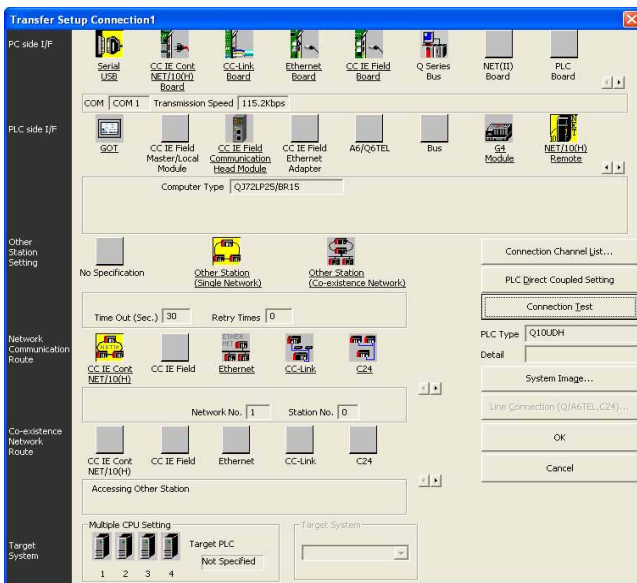 Transfer Setup Connection1
PC side I/F
Serial USB
CC IE Cont NET/10(H) Board
CC-Link Board
Ethernet Board
CC IE Field Board
Q Series Bus
NET(II) Board
PLC Board
COM COM 1 Transmission Speed 115.2Kbps
PLC side I/F
GOT
CC IE Field Master/Local Module
CC IE Field Communication Head Module
CC IE Field Ethernet Adapter
A6/Q6TEL
Bus
G4 Module
NET/10(H) Remote
Computer Type QJ72LP25/BR15
Other Station Setting
No Specification
Other Station (Single Network)
Other Station (Co-existence Network)
Time Out (Sec.) 30 Retry Times 0
Connection Channel List...
PLC Direct Coupled Setting
Connection Test
PLC Type Q10UDH
Detail
System Image...
Line Connection (Q/A6TEL,C24)...
OK
Cancel
Network Communication Route
CC IE Cont NET/10(H)
CC IE Field
Ethernet
CC-Link
C24
Network No. 1 Station No. 0
Co-existence Network Route
CC IE Cont NET/10(H)
CC IE Field
Ethernet
CC-Link
C24
Accessing Other Station
Target System
Multiple CPU Setting
1 2 3 4
Target PLC
Not Specified
Target System